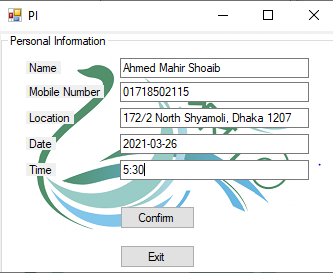 PI
Personal Information
Name Ahmed Mahir Shoaib
Mobile Number 01718502115
Location 172/2 North Shyamoli, Dhaka 1207
Date 2021-03-26
Time 5:30
Confirm
Exit